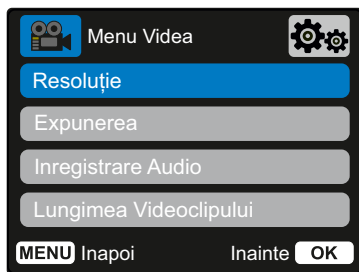 Menu Videa
Resoluție
Expunerea
Inregistrare Audio
Lungimea Videoclipului
MENU Inapoi Inainte OK